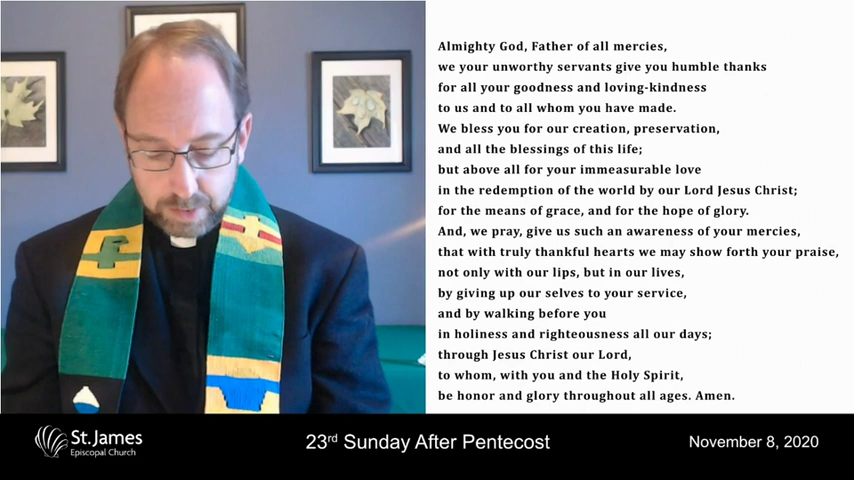 Almighty God, Father of all mercies,
we your unworthy servants give you humble thanks
for all your goodness and loving-kindness
to us and to all whom you have made.
We bless you for our creation, preservation,
and all the blessings of this life;
but above all for your immeasurable love
in the redemption of the world by our Lord Jesus Christ;
for the means of grace, and for the hope of glory.
And, we pray, give us such an awareness of your mercies,
that with truly thankful hearts we may show forth your praise,
not only with our lips, but in our lives,
by giving up our selves to your service,
and by walking before you
in holiness and righteousness all our days;
through Jesus Christ our Lord,
to whom, with you and the Holy Spirit,
be honor and glory throughout all ages. Amen.
St.James
Episcopal Church
23rd Sunday After Pentecost
November 8, 2020